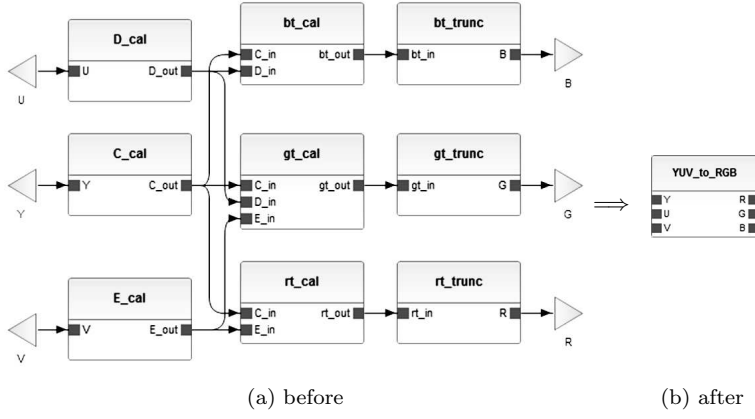 D_cal
U D_out
U
bt_cal
C_in bt_out
D_in
bt_trunc
bt_in B
B
C_cal
Y C_out
Y
gt_cal
C_in gt_out
D_in
E_in
gt_trunc
gt_in G
G
E_cal
V E_out
V
rt_cal
C_in rt_out
E_in
rt_trunc
rt_in R
R
⟹
YUV_to_RGB
Y R
U G
V B
(a) before
(b) after